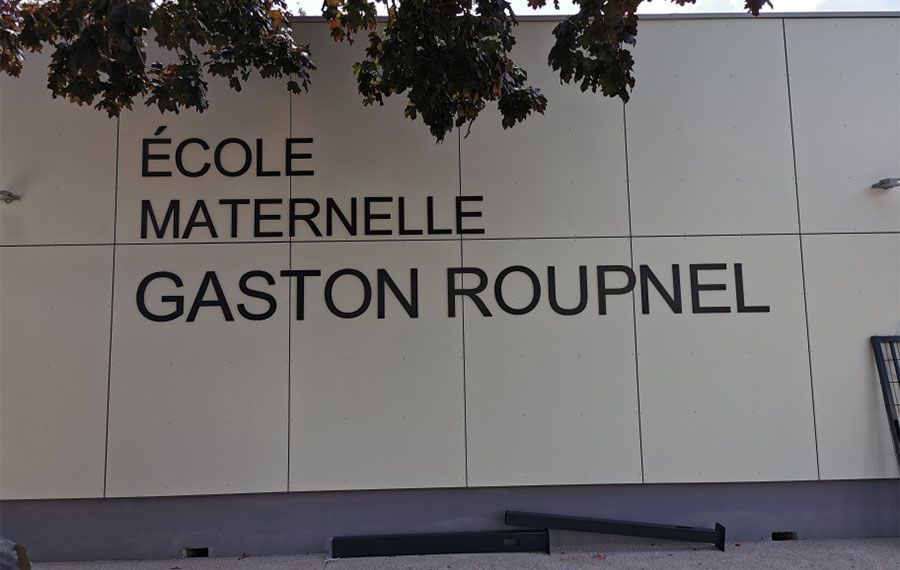 ÉCOLE
MATERNELLE
GASTON ROUPNEL